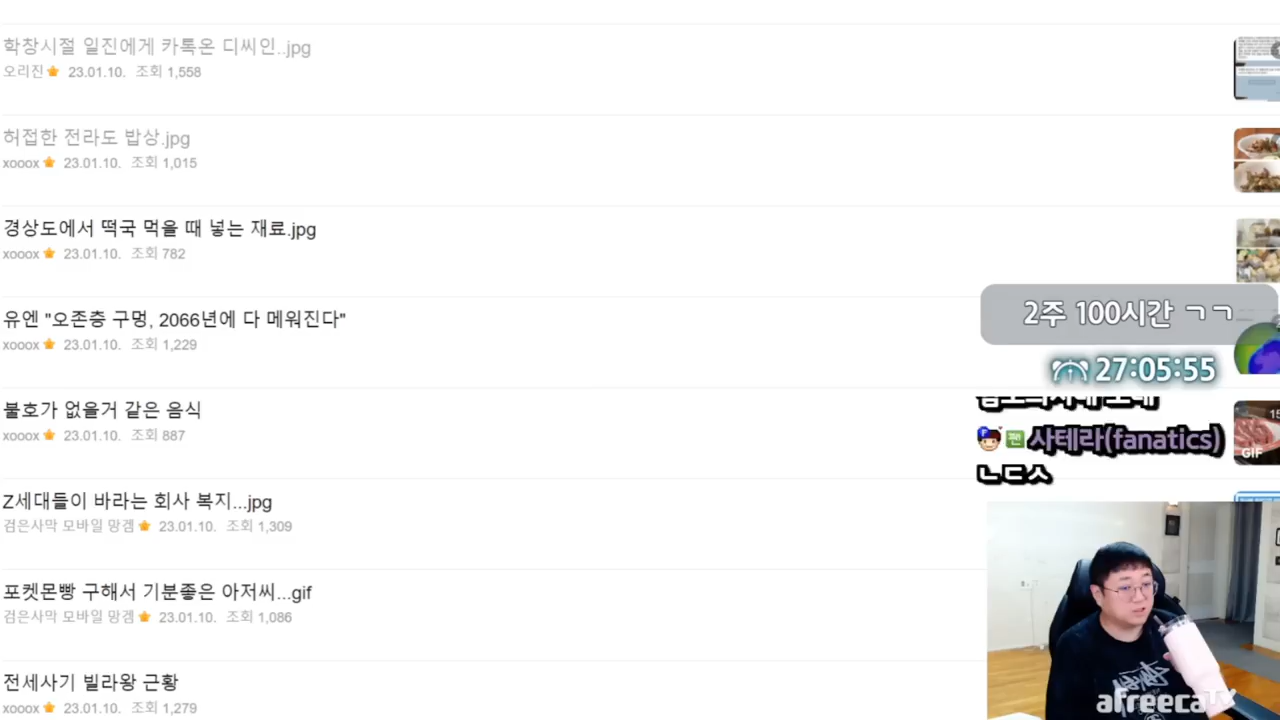 학창시절 일진에게 카톡온 디씨인..jpg
오리진 23.01.10. 조회 1,558
허접한 전라도 밥상.jpg
xooox 23.01.10. 조회 1,015
경상도에서 떡국 먹을 때 넣는 재료.jpg
xooox 23.01.10. 조회 782
유엔 "오존층 구멍, 2066년에 다 메워진다"
xooox 23.01.10. 조회 1,229
2주 100시간 ㄱㄱ
27:05:55
불호가 없을거 같은 음식
xooox 23.01.10. 조회 887
사테라(fanatics)
ㄴㄷㅅ
GIF
Z세대들이 바라는 회사 복지...jpg
검은사막 모바일 망겜 23.01.10. 조회 1,309
포켓몬빵 구해서 기분좋은 아저씨...gif
검은사막 모바일 망겜 23.01.10. 조회 1,086
전세사기 빌라왕 근황
xooox 23.01.10. 조회 1,279
afreecaTV